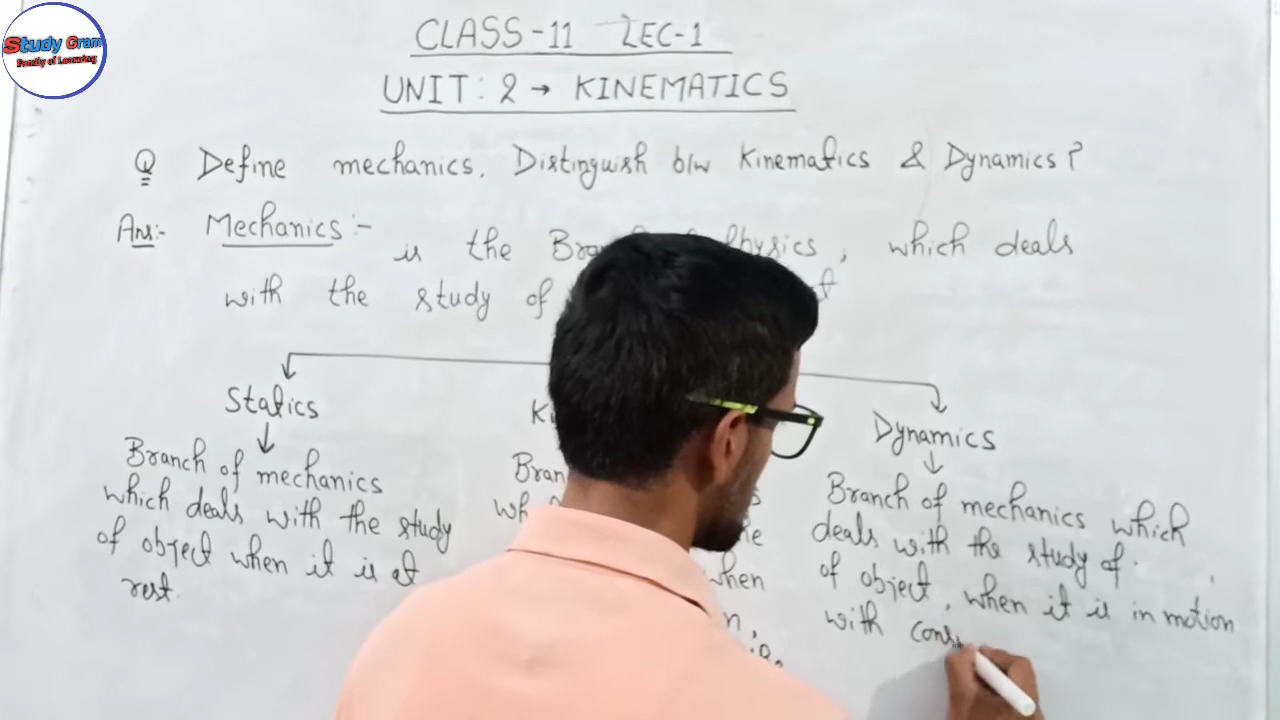 Study Gram
Family of Learning
CLASS-11 LEC-1
UNIT: 2 → KINEMATICS
Q Define mechanics. Distinguish b/w Kinematics & Dynamics?
Ans:- Mechanics:- is the Branch of Physics, which deals
with the study of
Statics
Dynamics
Branch of mechanics
which deals with the study
of object when it is at
rest.
when
Branch of mechanics which
deals with the study of
of object, when it is in motion
with